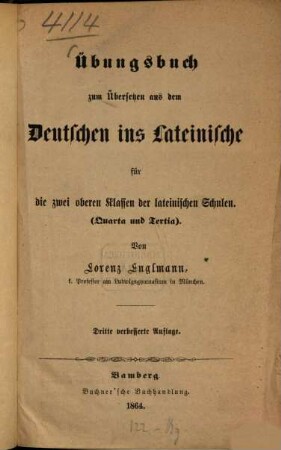 4114
Übungsbuch
zum Übersetzen aus dem
Deutschen ins Lateinische
für
die zwei oberen Klassen der lateinischen Schulen.
(Quarta und Tertia).
Von
Lorenz Englmann,
k. Professor am Ludwigsgymnasium in München.
Dritte verbesserte Auflage.
Bamberg.
Buchner'sche Buchhandlung.
1864.
122